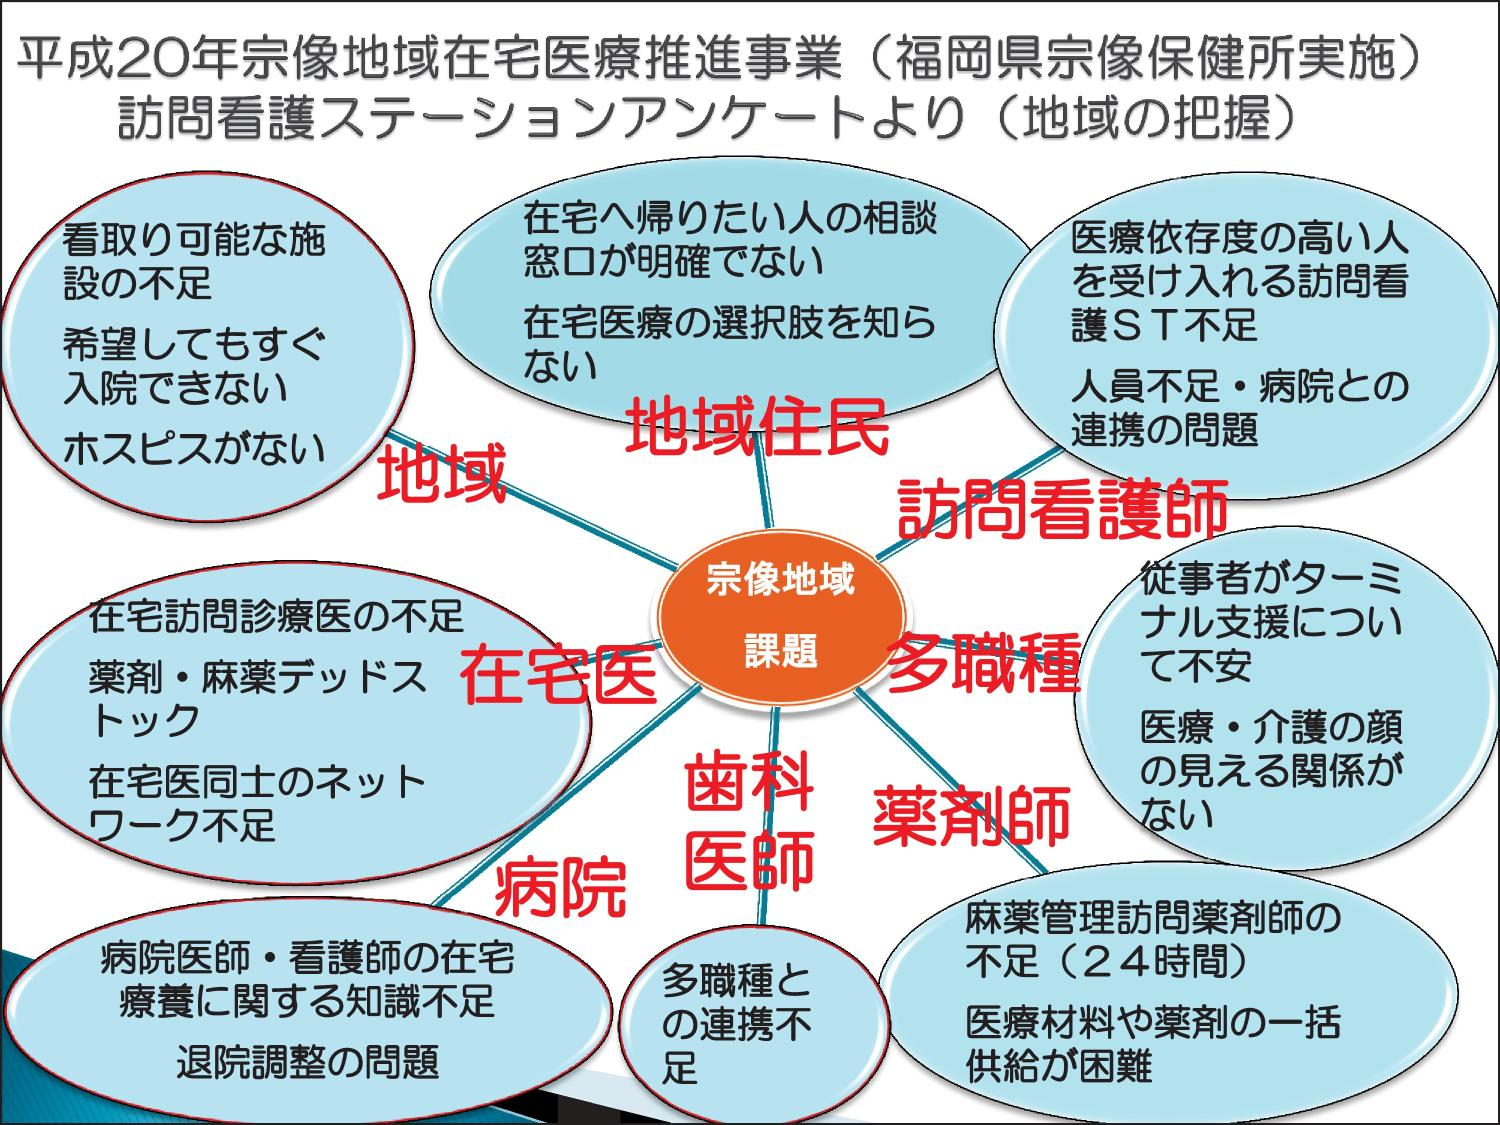 平成20年宗像地域在宅医療推進事業（福岡県宗像保健所実施）
訪問看護ステーションアンケートより（地域の把握）
看取り可能な施
設の不足
希望してもすぐ
入院できない
ホスピスがない
地域
在宅へ帰りたい人の相談
窓口が明確でない
在宅医療の選択肢を知ら
ない
地域住民
医療依存度の高い人
を受け入れる訪問看
護ＳＴ不足
人員不足・病院との
連携の問題
訪問看護師
宗像地域
課題
在宅訪問診療医の不足
薬剤・麻薬デッドス
トック
在宅医同士のネット
ワーク不足
在宅医
多職種
従事者がターミ
ナル支援につい
て不安
医療・介護の顔
の見える関係が
ない
病院
病院医師・看護師の在宅
療養に関する知識不足
退院調整の問題
歯科
医師
多職種と
の連携不
足
薬剤師
麻薬管理訪問薬剤師の
不足（２４時間）
医療材料や薬剤の一括
供給が困難